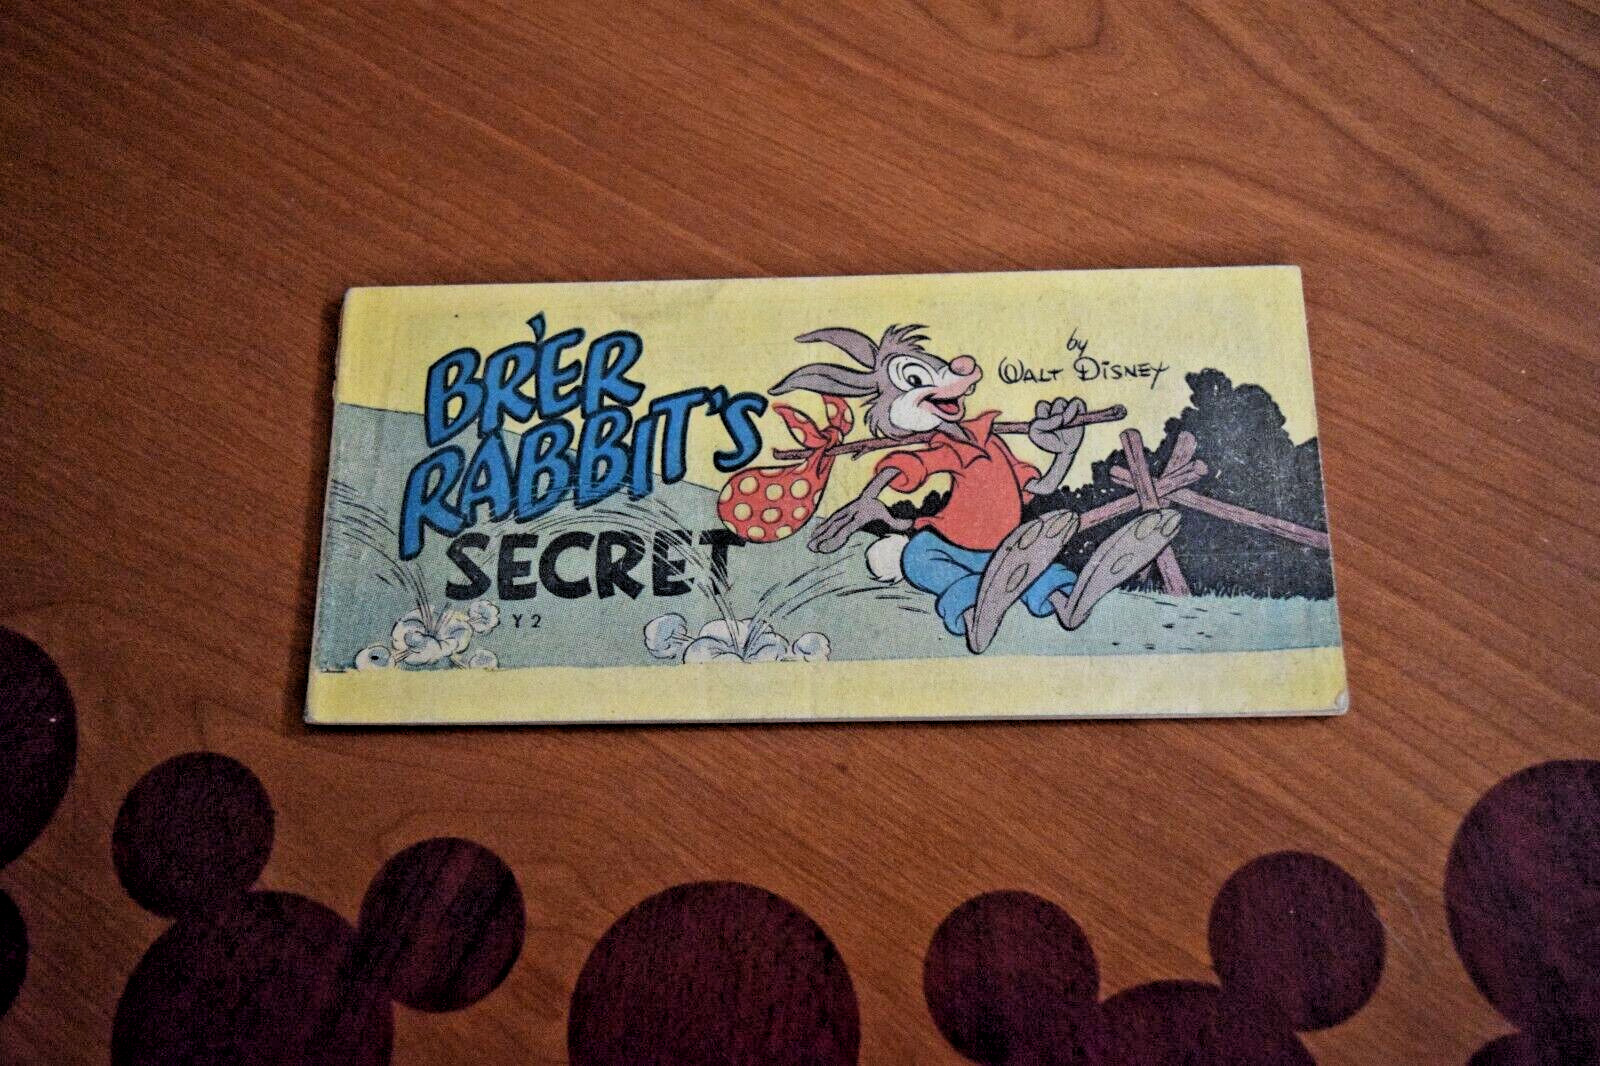 BR'ER
RABBIT'S
SECRET
Y 2
by
WALT DISNEY